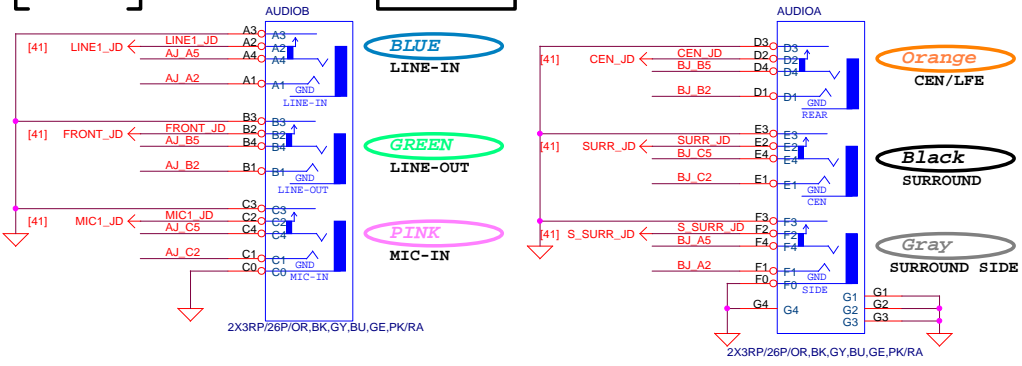 AUDIOB
A3 A3
[41] LINE1_JD LINE1_JD A2 A2
AJ_A5 A4 A4
AJ_A2 A1 A1
GND
LINE-IN
BLUE
LINE-IN
B3 B3
[41] FRONT_JD FRONT_JD B2 B2
AJ_B5 B4 B4
AJ_B2 B1 B1
GND
LINE-OUT
GREEN
LINE-OUT
C3 C3
[41] MIC1_JD MIC1_JD C2 C2
AJ_C5 C4 C4
AJ_C2 C1 C1
C0 C0
GND
MIC-IN
PINK
MIC-IN
2X3RP/26P/OR,BK,GY,BU,GE,PK/RA
AUDIOA
D3 D3
[41] CEN_JD CEN_JD D2 D2
BJ_B5 D4 D4
BJ_B2 D1 D1
GND
REAR
Orange
CEN/LFE
E3 E3
[41] SURR_JD SURR_JD E2 E2
BJ_C5 E4 E4
BJ_C2 E1 E1
GND
CEN
Black
SURROUND
F3 F3
[41] S_SURR_JD S_SURR_JD F2 F2
BJ_A5 F4 F4
BJ_A2 F1 F1
F0 F0
GND
SIDE
Gray
SURROUND SIDE
G4 G4
G1 G1
G2 G2
G3 G3
2X3RP/26P/OR,BK,GY,BU,GE,PK/RA